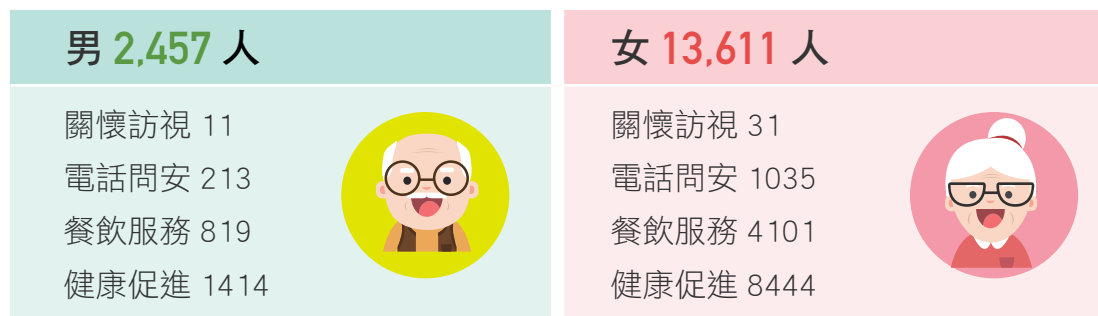 男 2,457 人
關懷訪視 11
電話問安 213
餐飲服務 819
健康促進 1414
女 13,611 人
關懷訪視 31
電話問安 1035
餐飲服務 4101
健康促進 8444